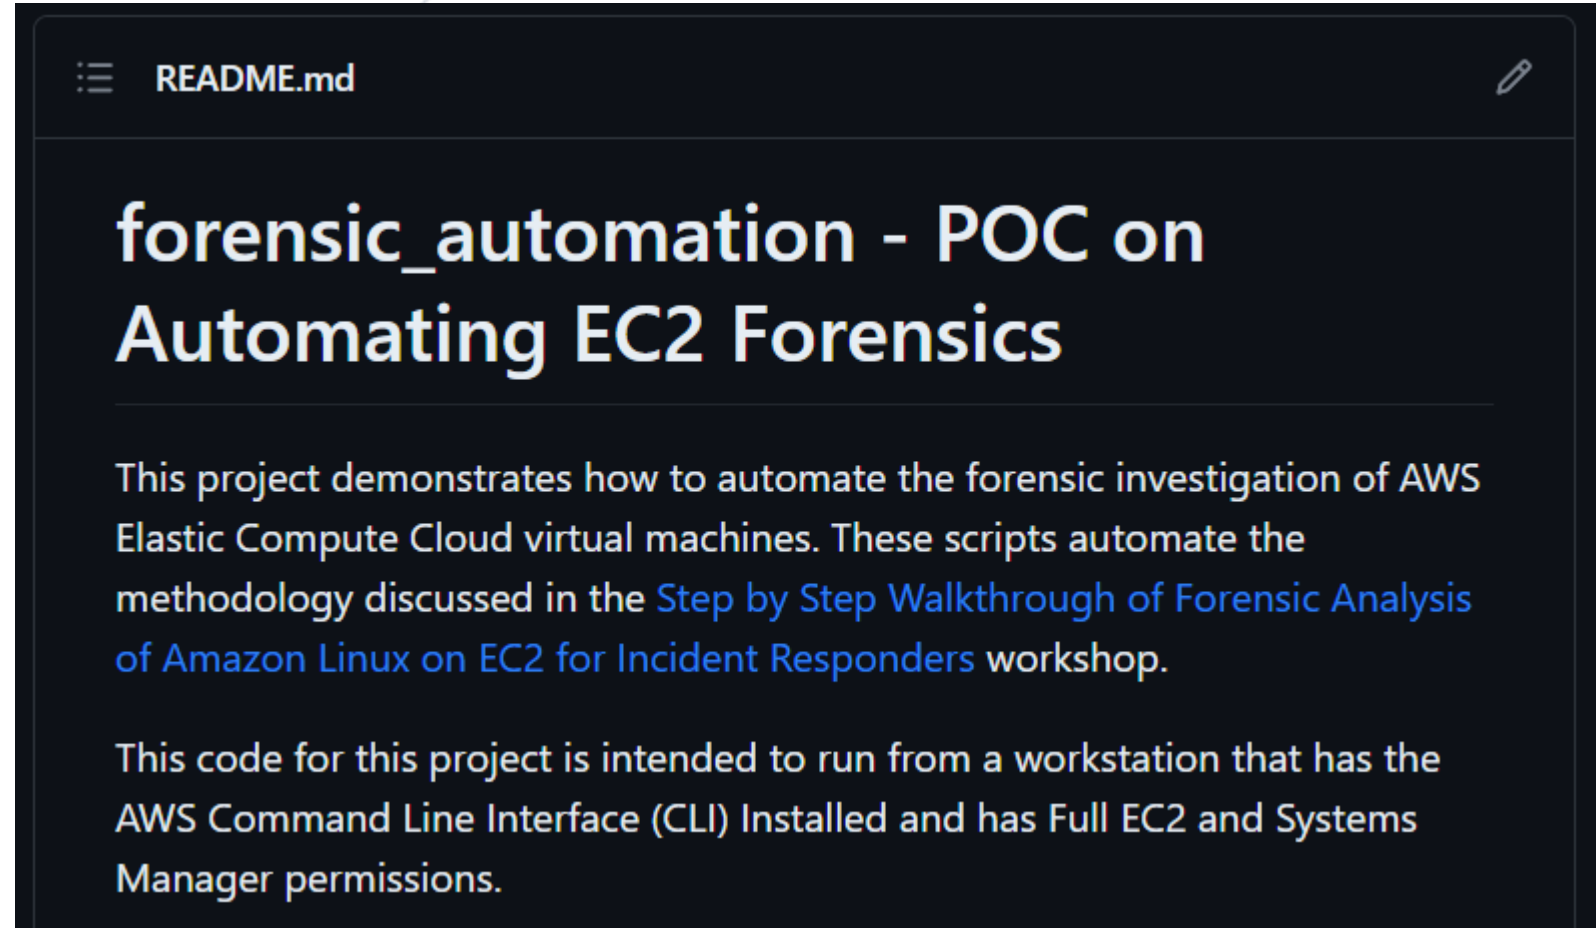 README.md
forensic_automation - POC on
Automating EC2 Forensics
This project demonstrates how to automate the forensic investigation of AWS
Elastic Compute Cloud virtual machines. These scripts automate the
methodology discussed in the Step by Step Walkthrough of Forensic Analysis
of Amazon Linux on EC2 for Incident Responders workshop.
This code for this project is intended to run from a workstation that has the
AWS Command Line Interface (CLI) Installed and has Full EC2 and Systems
Manager permissions.